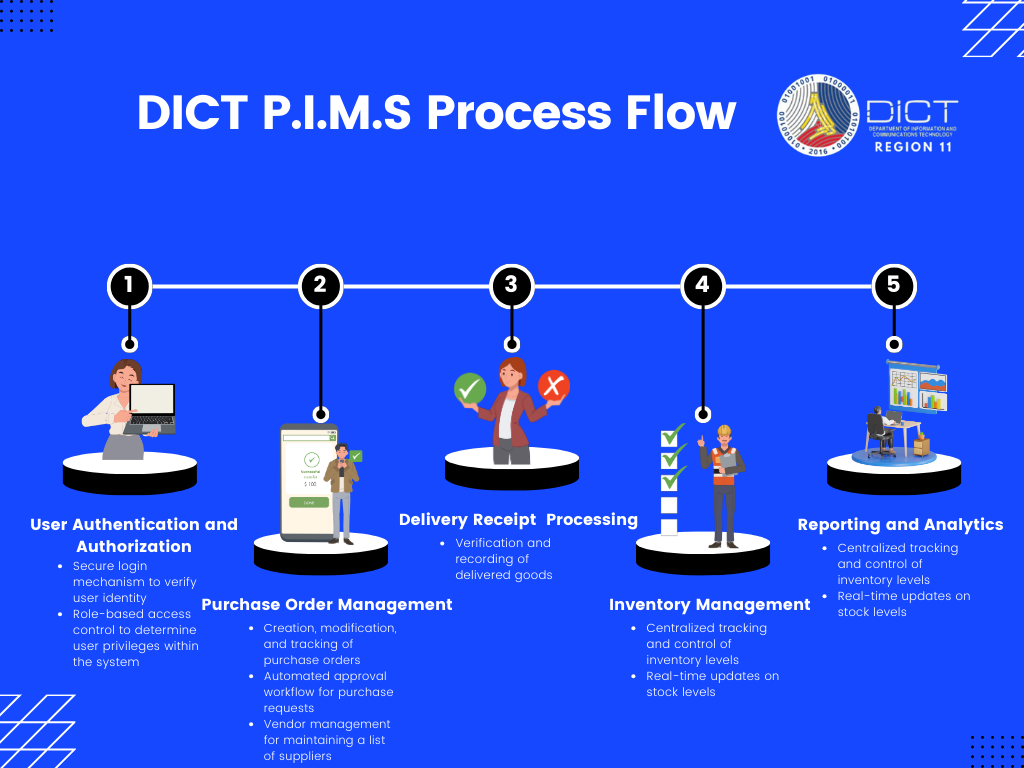 DICT P.I.M.S Process Flow
01001001 01000011 01010100 01000100
• 2016 •
DICT
DEPARTMENT OF INFORMATION AND
COMMUNICATIONS TECHNOLOGY
REGION 11
1
2
3
4
5
User Authentication and
Authorization
• Secure login
mechanism to verify
user identity
• Role-based access
control to determine
user privileges within
the system
Successful
$ 100
Purchase Order Management
• Creation, modification,
and tracking of
purchase orders
• Automated approval
workflow for purchase
requests
• Vendor management
for maintaining a list
of suppliers
Delivery Receipt  Processing
• Verification and
recording of
delivered goods
Inventory Management
• Centralized tracking
and control of
inventory levels
• Real-time updates on
stock levels
Reporting and Analytics
• Centralized tracking
and control of
inventory levels
• Real-time updates on
stock levels